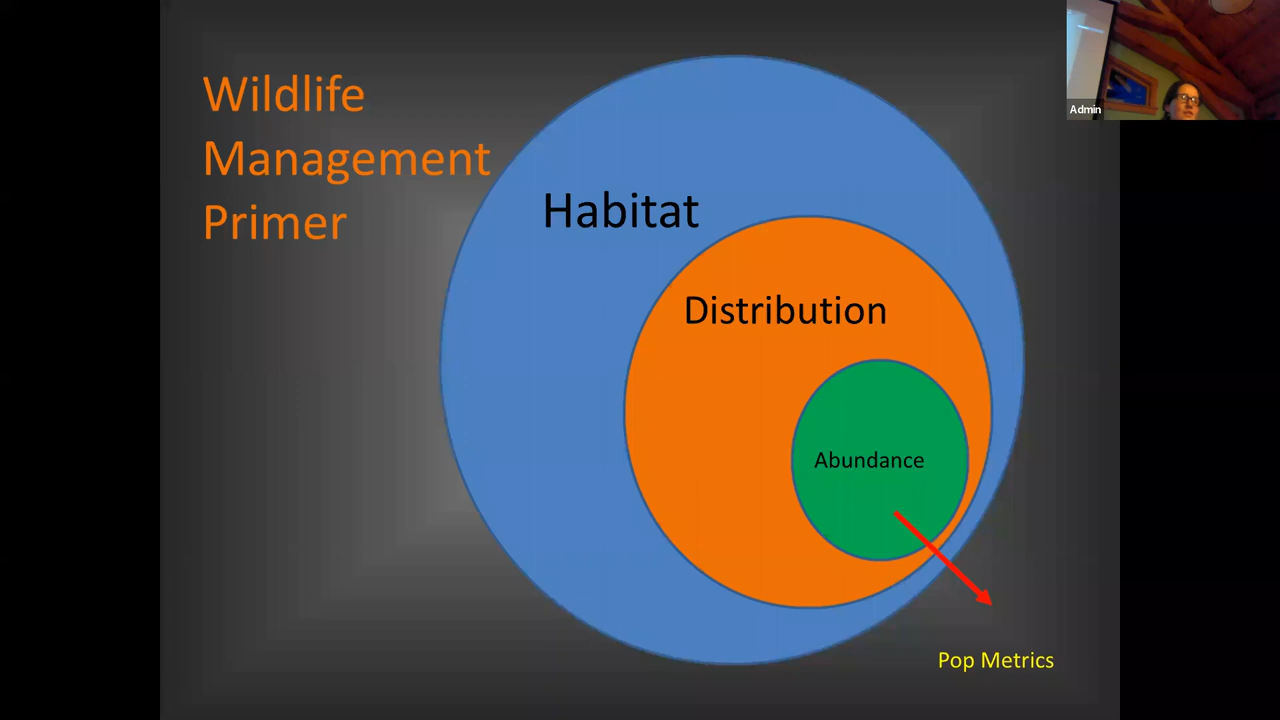 Wildlife
Management
Primer
Habitat
Distribution
Abundance
Pop Metrics
Admin